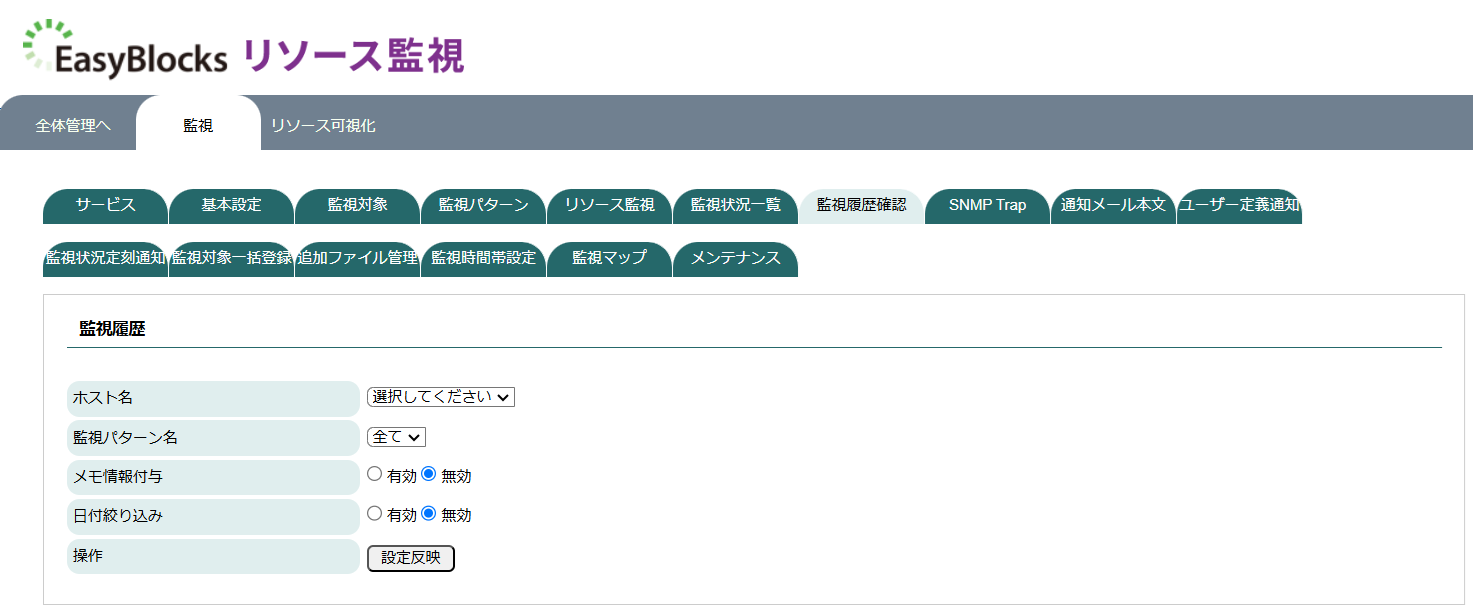 EasyBlocks リソース監視
全体管理へ 監視 リソース可視化
サービス 基本設定 監視対象 監視パターン リソース監視 監視状況一覧 監視履歴確認 SNMP Trap 通知メール本文 ユーザー定義通知
監視状況定刻通知 監視対象一括登録 追加ファイル管理 監視時間帯設定 監視マップ メンテナンス
監視履歴
ホスト名 選択してください
監視パターン名 全て
メモ情報付与 有効 無効
日付絞り込み 有効 無効
操作 設定反映